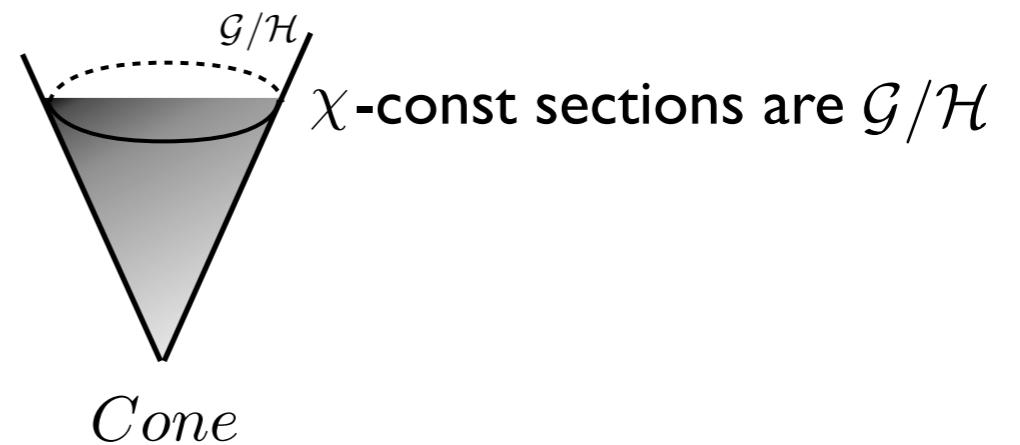 𝒢/ℋ
χ-const sections are 𝒢/ℋ
Cone